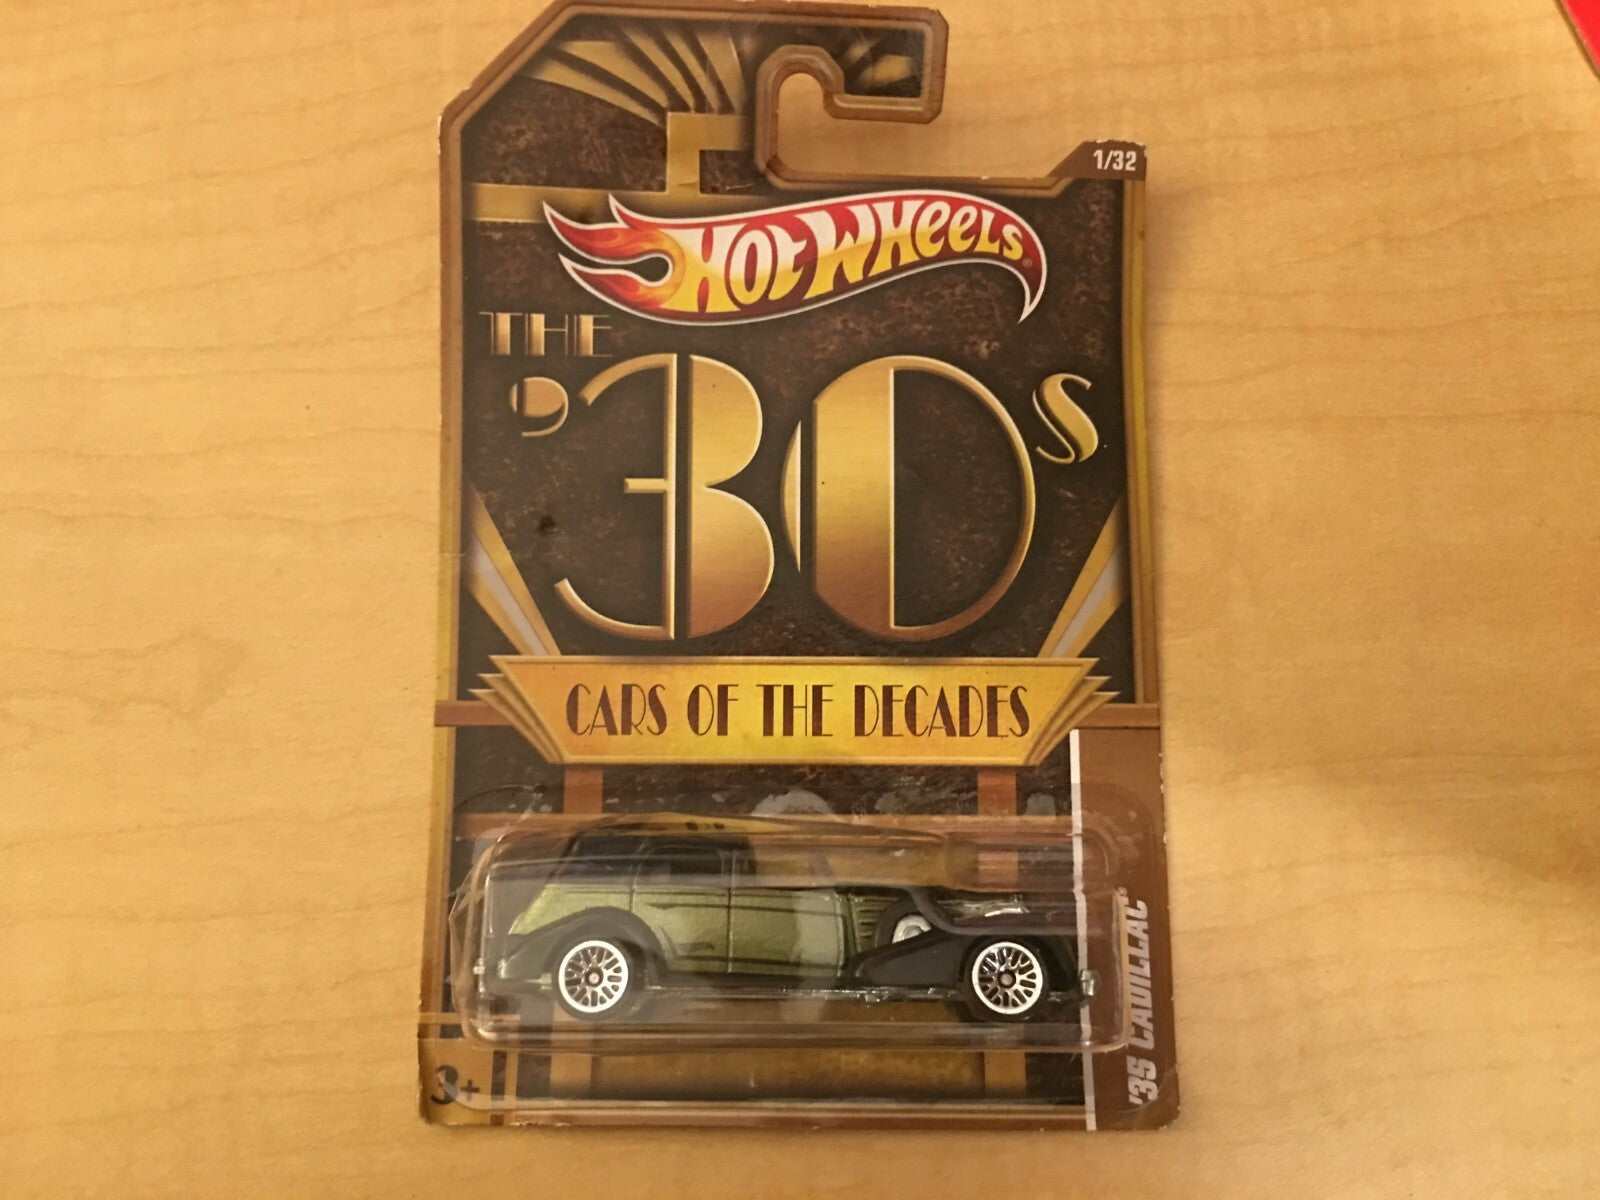 1/32
HOT WHEELS®
THE
'30s
CARS OF THE DECADES
'35 CADILLAC®
3+